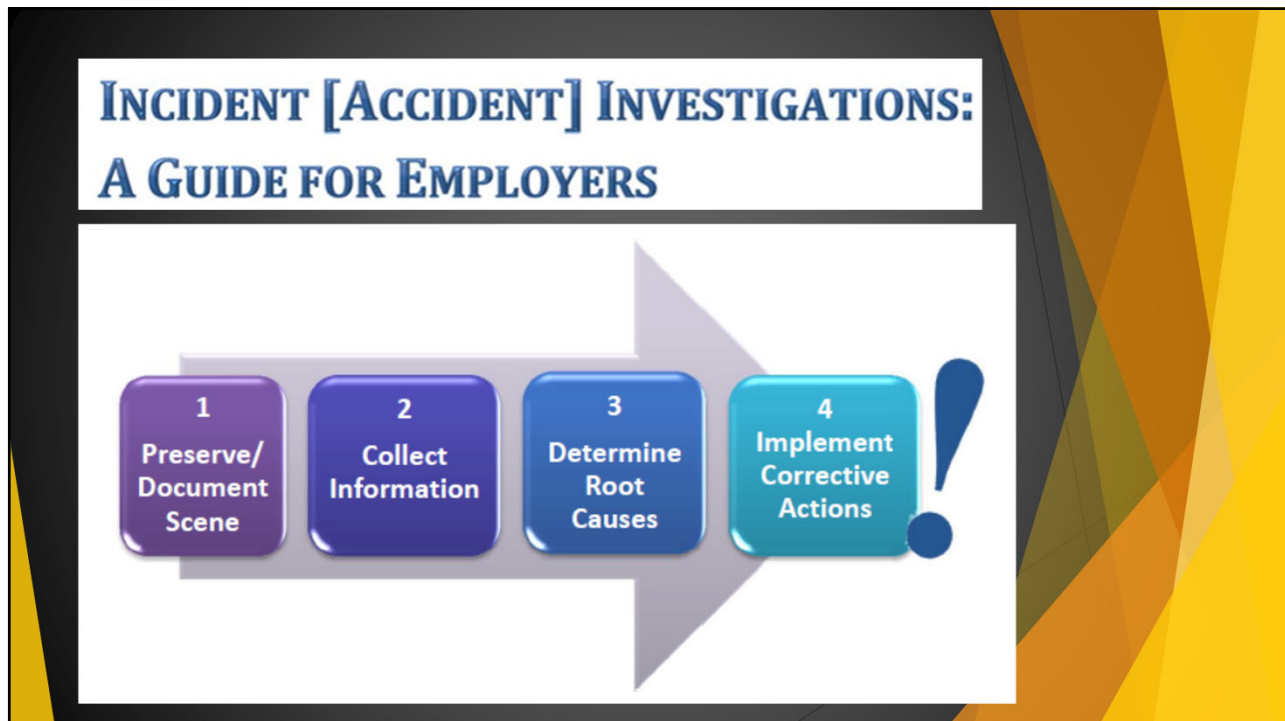 INCIDENT [ACCIDENT] INVESTIGATIONS:
A GUIDE FOR EMPLOYERS
1
Preserve/
Document
Scene
2
Collect
Information
3
Determine
Root
Causes
4
Implement
Corrective
Actions
!